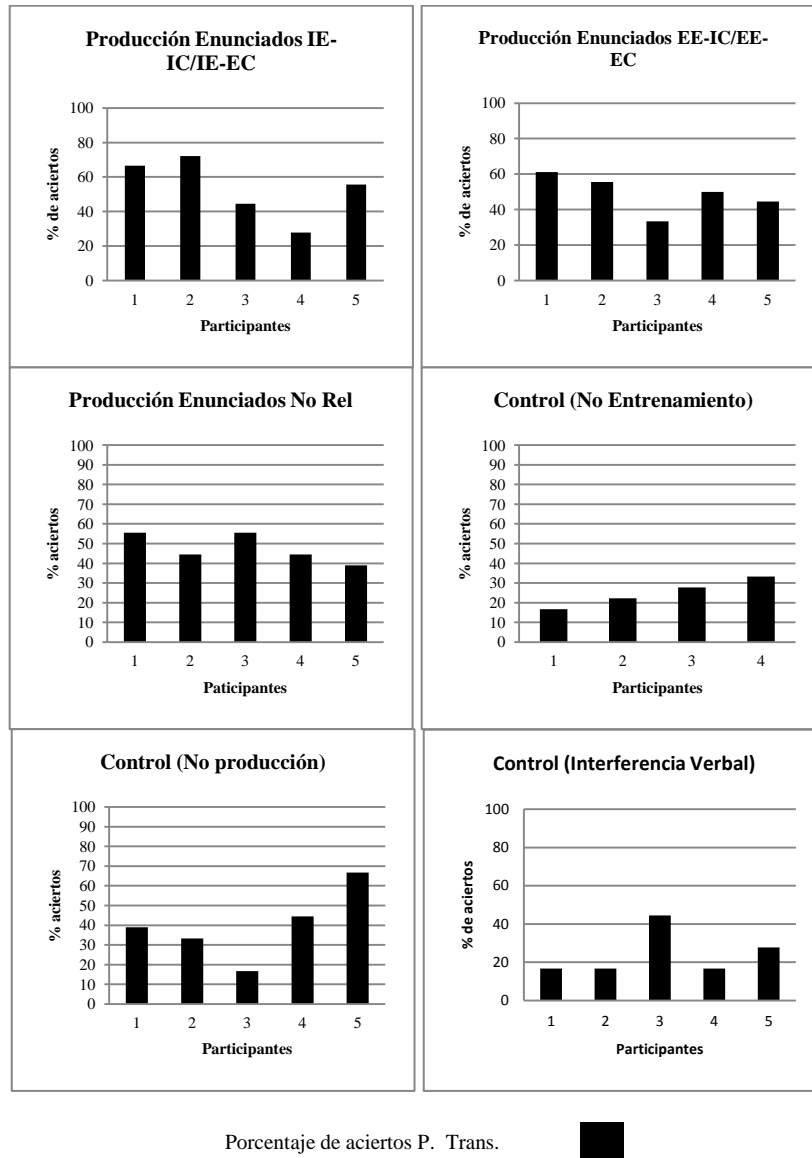 Producción Enunciados IE-
IC/IE-EC
% de aciertos
100
80
60
40
20
0
1 2 3 4 5
Participantes
Producción Enunciados EE-IC/EE-
EC
% de aciertos
100
80
60
40
20
0
1 2 3 4 5
Participantes
Producción Enunciados No Rel
% aciertos
100
90
80
70
60
50
40
30
20
10
0
1 2 3 4 5
Paticipantes
Control (No Entrenamiento)
% aciertos
100
90
80
70
60
50
40
30
20
10
0
1 2 3 4
Participantes
Control (No producción)
% aciertos
100
90
80
70
60
50
40
30
20
10
0
1 2 3 4 5
Participantes
Control (Interferencia Verbal)
% de aciertos
100
80
60
40
20
0
1 2 3 4 5
Participantes
Porcentaje de aciertos P. Trans.